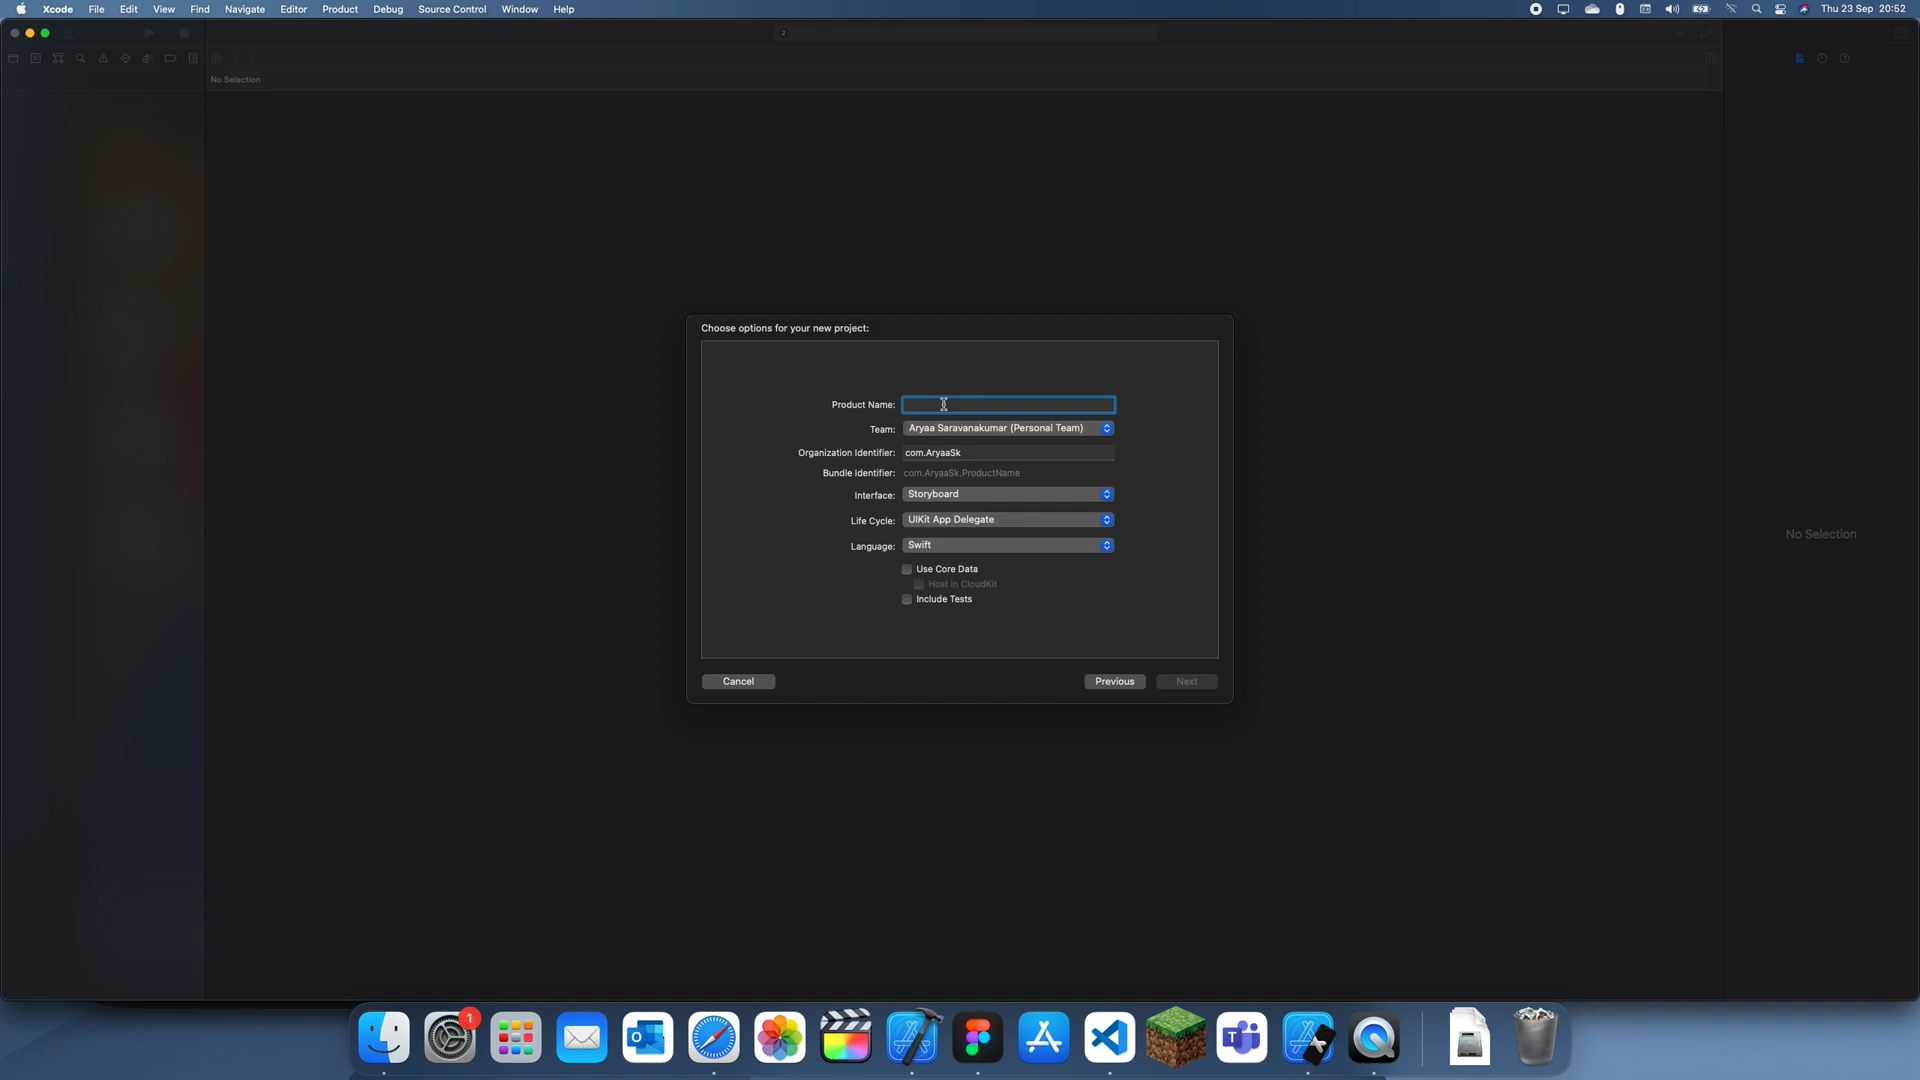 Xcode File Edit View Find Navigate Editor Product Debug Source Control Window Help Thu 23 Sep 20:52
2
No Selection
Choose options for your new project:
Product Name:
Team: Aryaa Saravanakumar (Personal Team)
Organization Identifier: com.AryaaSk
Bundle Identifier: com.AryaaSk.ProductName
Interface: Storyboard
Life Cycle: UIKit App Delegate
No Selection
Language: Swift
Use Core Data
Host in CloudKit
Include Tests
Cancel Previous Next
1